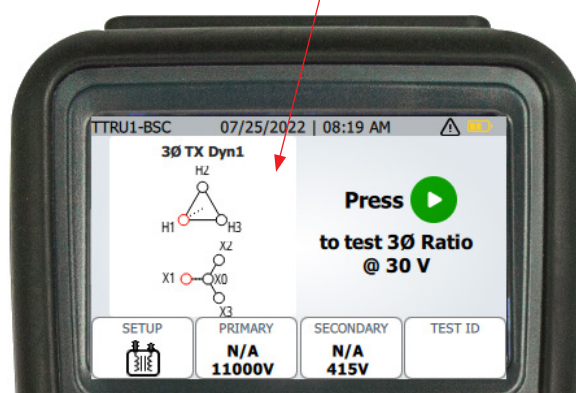 TTRU1-BSC 07/25/2022 | 08:19 AM
3Ø TX Dyn1
H2
H1 H3
X2
X1 X0
X3
Press
to test 3Ø Ratio
@ 30 V
SETUP PRIMARY SECONDARY TEST ID
N/A N/A
11000V 415V